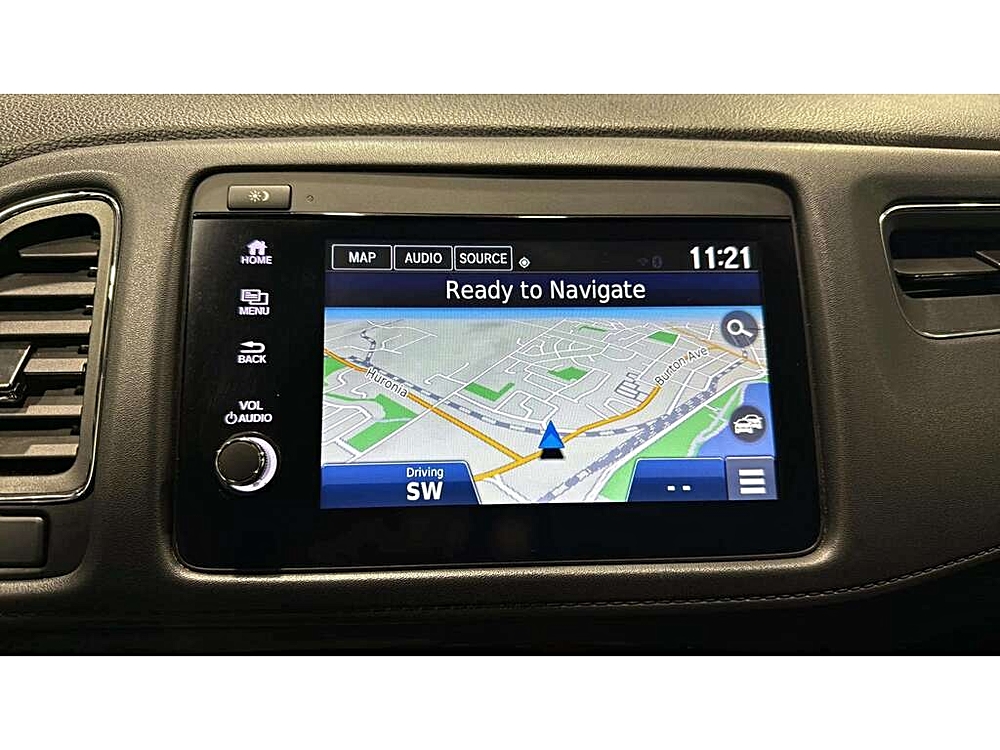 HOME
MENU
BACK
VOL
AUDIO
MAP AUDIO SOURCE 11:21
Ready to Navigate
Huronia
Burton Ave
Driving
SW
--